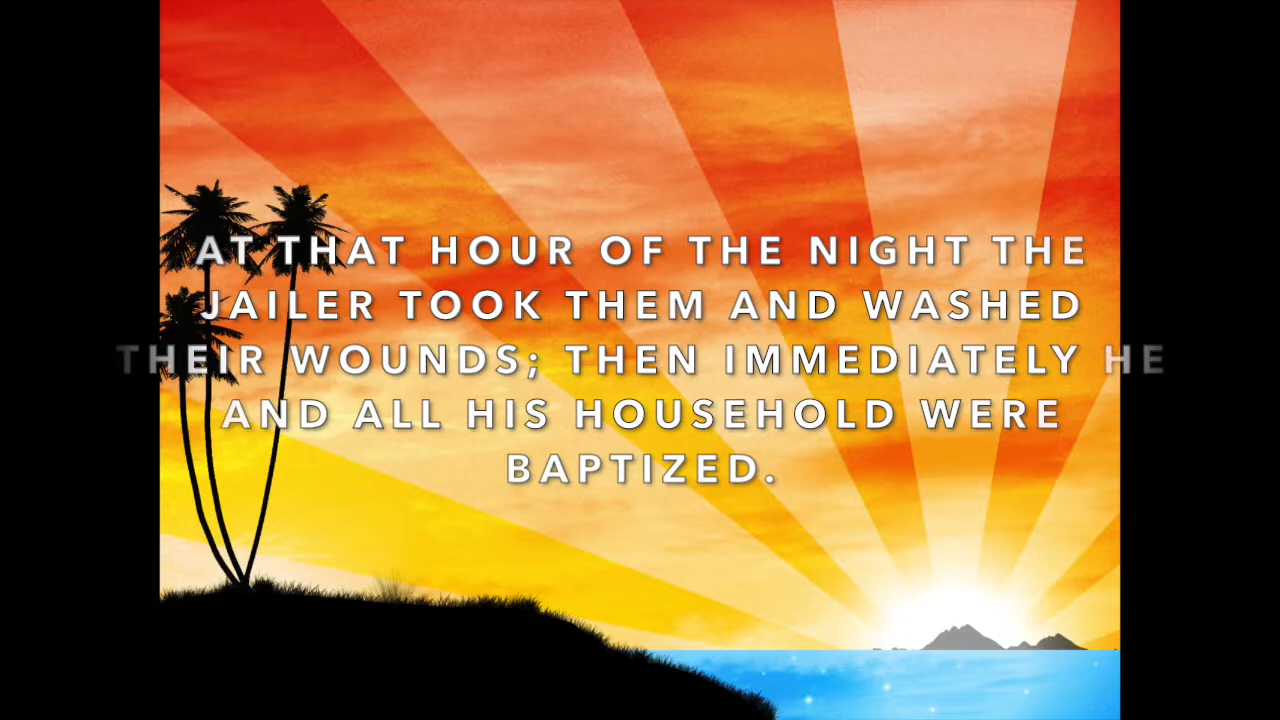 AT THAT HOUR OF THE NIGHT THE
JAILER TOOK THEM AND WASHED
THEIR WOUNDS; THEN IMMEDIATELY HE
AND ALL HIS HOUSEHOLD WERE
BAPTIZED.